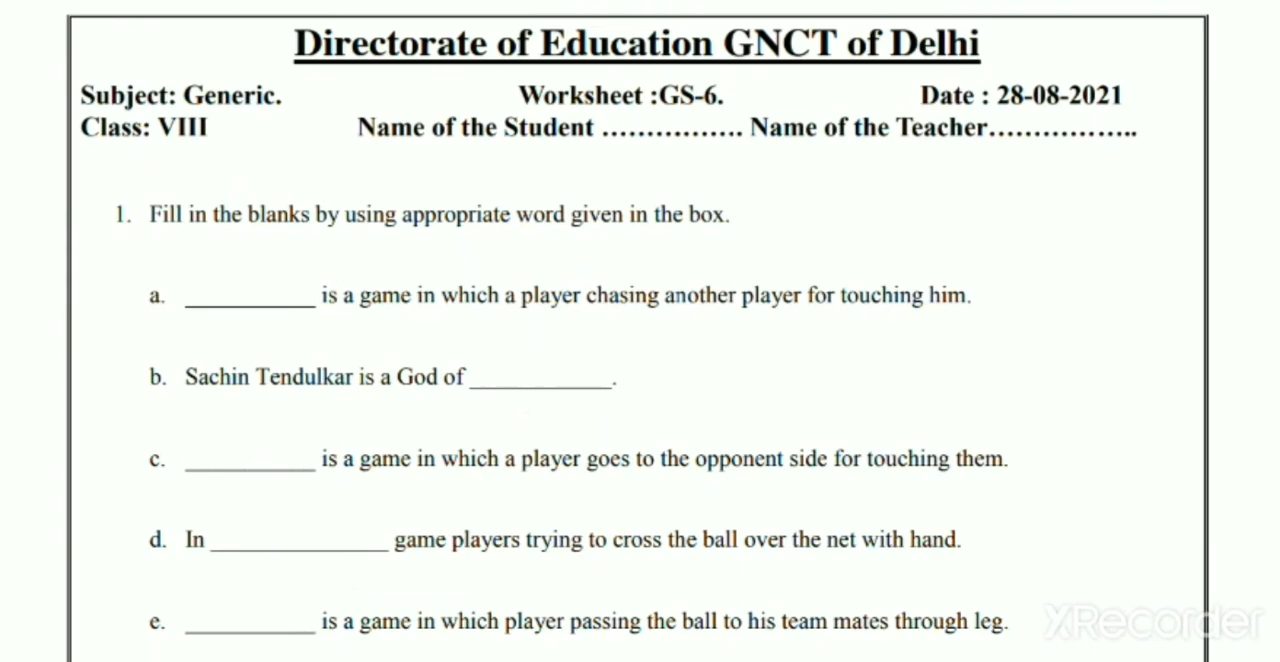 Directorate of Education GNCT of Delhi
Subject: Generic. Worksheet :GS-6. Date : 28-08-2021
Class: VIII Name of the Student ................ Name of the Teacher.................
1. Fill in the blanks by using appropriate word given in the box.
a. ___________ is a game in which a player chasing another player for touching him.
b. Sachin Tendulkar is a God of ____________.
c. ___________ is a game in which a player goes to the opponent side for touching them.
d. In _______________ game players trying to cross the ball over the net with hand.
e. ___________ is a game in which player passing the ball to his team mates through leg.
XRecorder